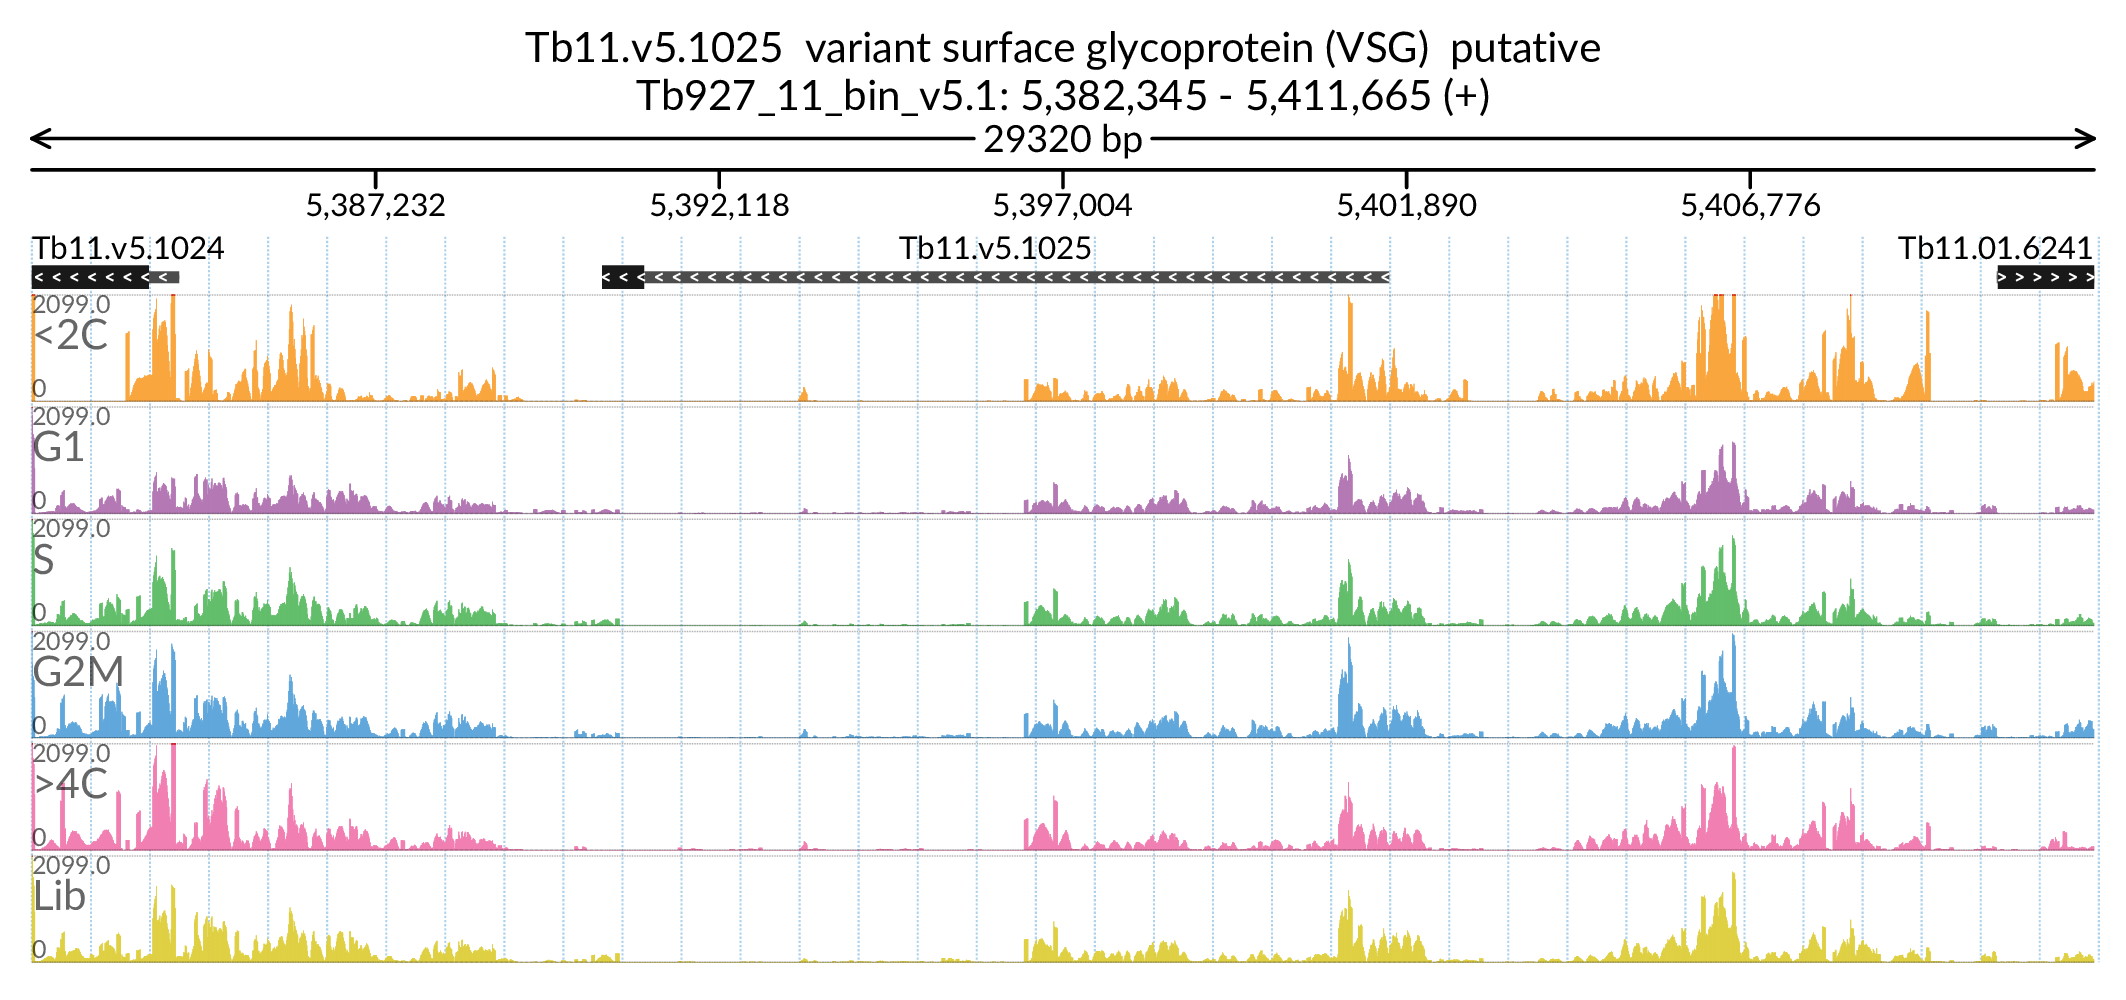 Tb11.v5.1025  variant surface glycoprotein (VSG)  putative
Tb927_11_bin_v5.1: 5,382,345 - 5,411,665 (+)
29320 bp
5,387,232 5,392,118 5,397,004 5,401,890 5,406,776
Tb11.v5.1024 Tb11.v5.1025 Tb11.01.6241
2099.0
<2C
0
2099.0
G1
0
2099.0
S
0
2099.0
G2M
0
2099.0
>4C
0
2099.0
Lib
0